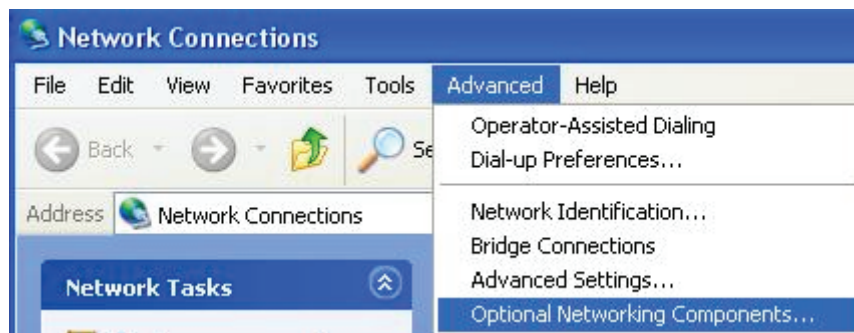 Network Connections
File Edit View Favorites Tools Advanced Help
Operator-Assisted Dialing
Back
Dial-up Preferences...
Address Network Connections
Network Identification...
Bridge Connections
Network Tasks
Advanced Settings...
Optional Networking Components...